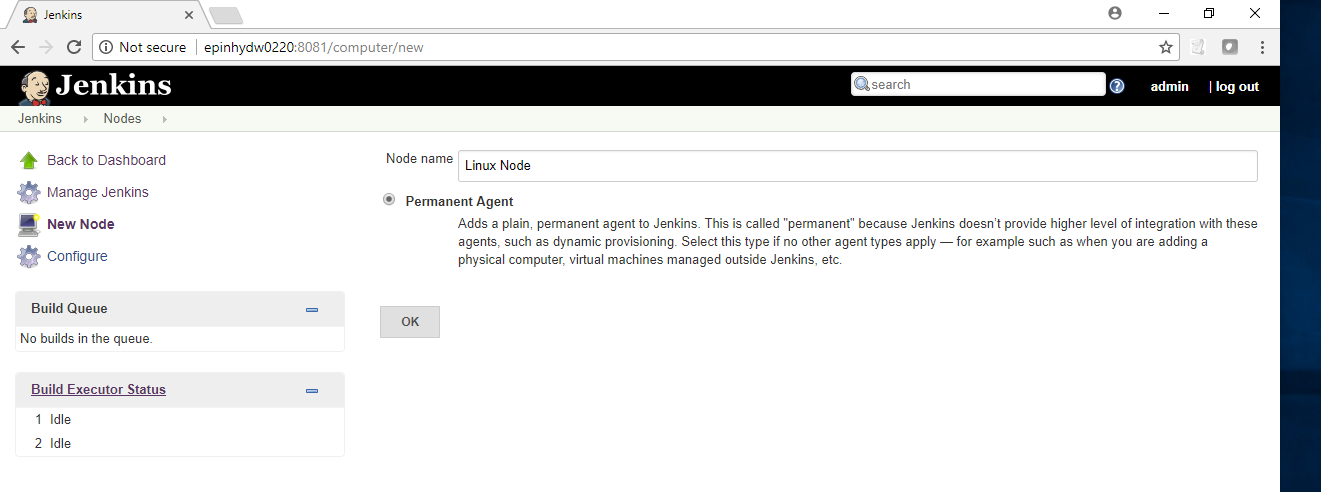 Jenkins
Not secure epinhydw0220:8081/computer/new
Jenkins search admin | log out
Jenkins Nodes
Back to Dashboard
Manage Jenkins
New Node
Configure
Build Queue
No builds in the queue.
Build Executor Status
1 Idle
2 Idle
Node name Linux Node
Permanent Agent
Adds a plain, permanent agent to Jenkins. This is called "permanent" because Jenkins doesn't provide higher level of integration with these
agents, such as dynamic provisioning. Select this type if no other agent types apply — for example such as when you are adding a
physical computer, virtual machines managed outside Jenkins, etc.
OK